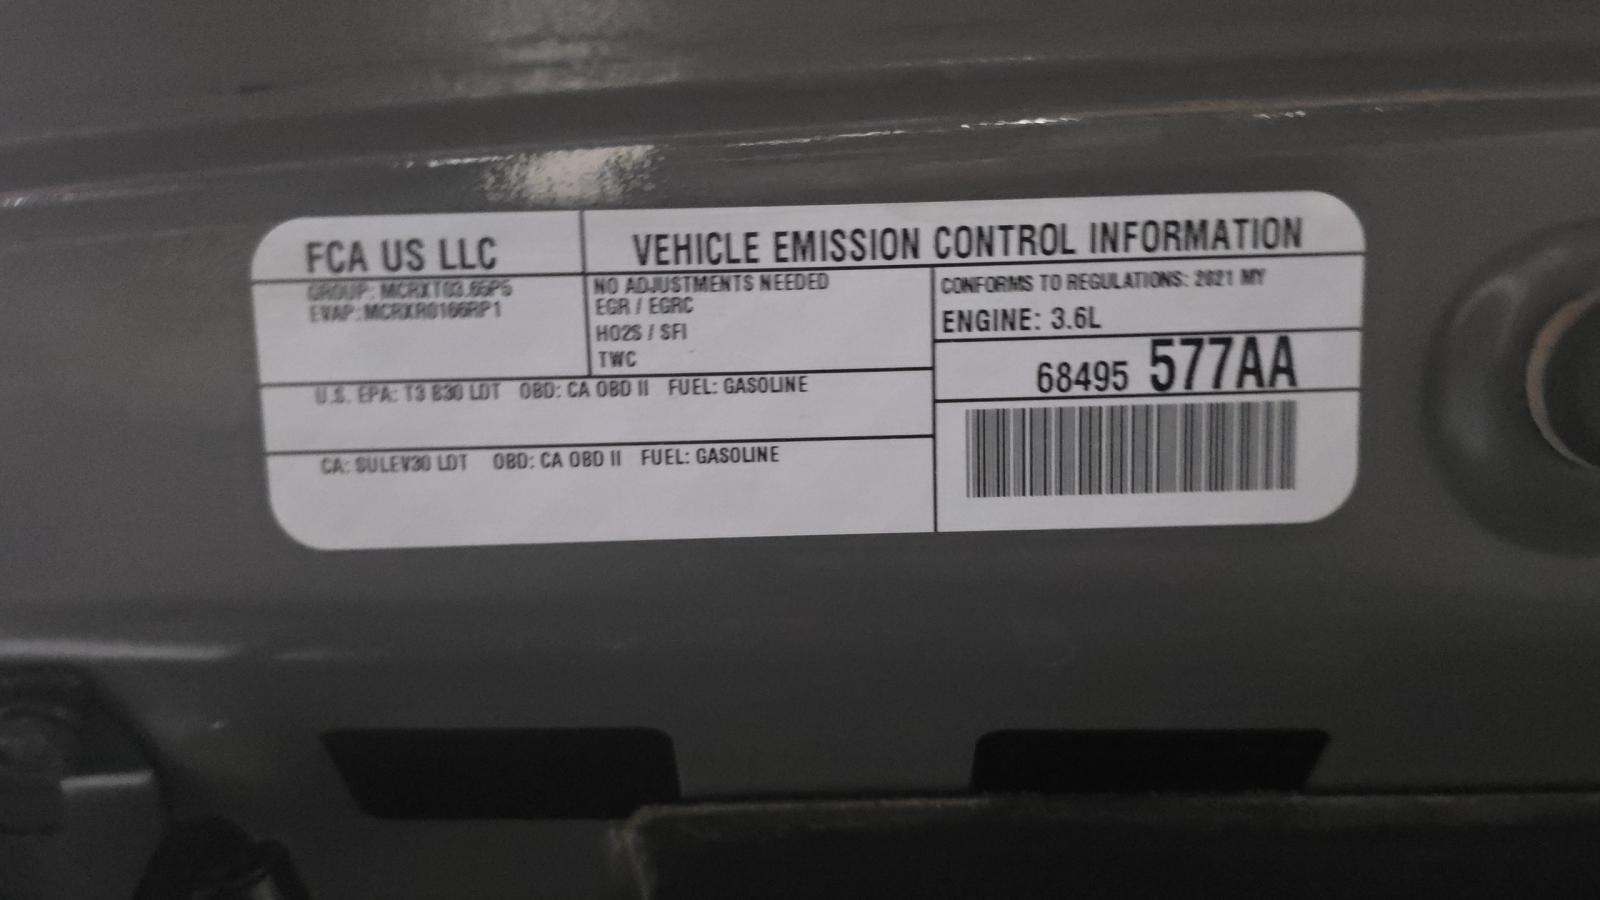 FCA US LLC
VEHICLE EMISSION CONTROL INFORMATION
GROUP: MCRXT03.65P5
EVAP: MCRXR0166RP1
NO ADJUSTMENTS NEEDED
EGR / EGRC
HO2S / SFI
TWC
CONFORMS TO REGULATIONS: 2021 MY
ENGINE: 3.6L
68495 577AA
U.S. EPA: T3 B30 LDT OBD: CA OBD II FUEL: GASOLINE
CA: SULEV30 LDT OBD: CA OBD II FUEL: GASOLINE